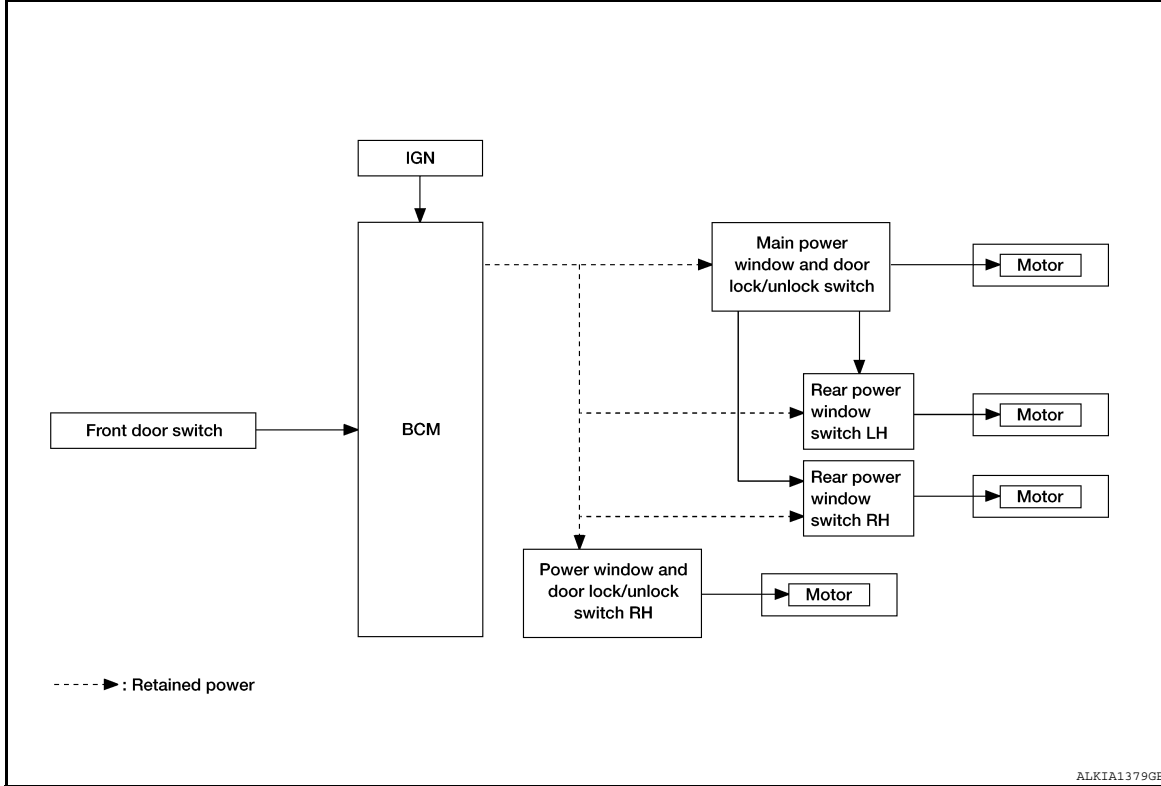 IGN
Main power
window and door
lock/unlock switch
Motor
Rear power
window
switch LH
Motor
Front door switch
BCM
Rear power
window
switch RH
Motor
Power window and
door lock/unlock
switch RH
Motor
: Retained power
ALKIA1379GB